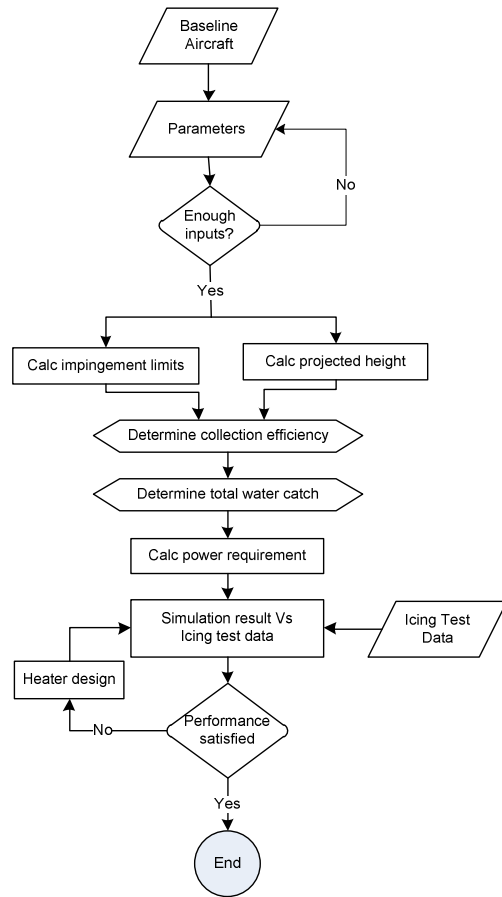 Baseline
Aircraft
Parameters
No
Enough
inputs?
Yes
Calc impingement limits
Calc projected height
Determine collection efficiency
Determine total water catch
Calc power requirement
Simulation result Vs
Icing test data
Icing Test
Data
Heater design
Performance
satisfied
No
Yes
End